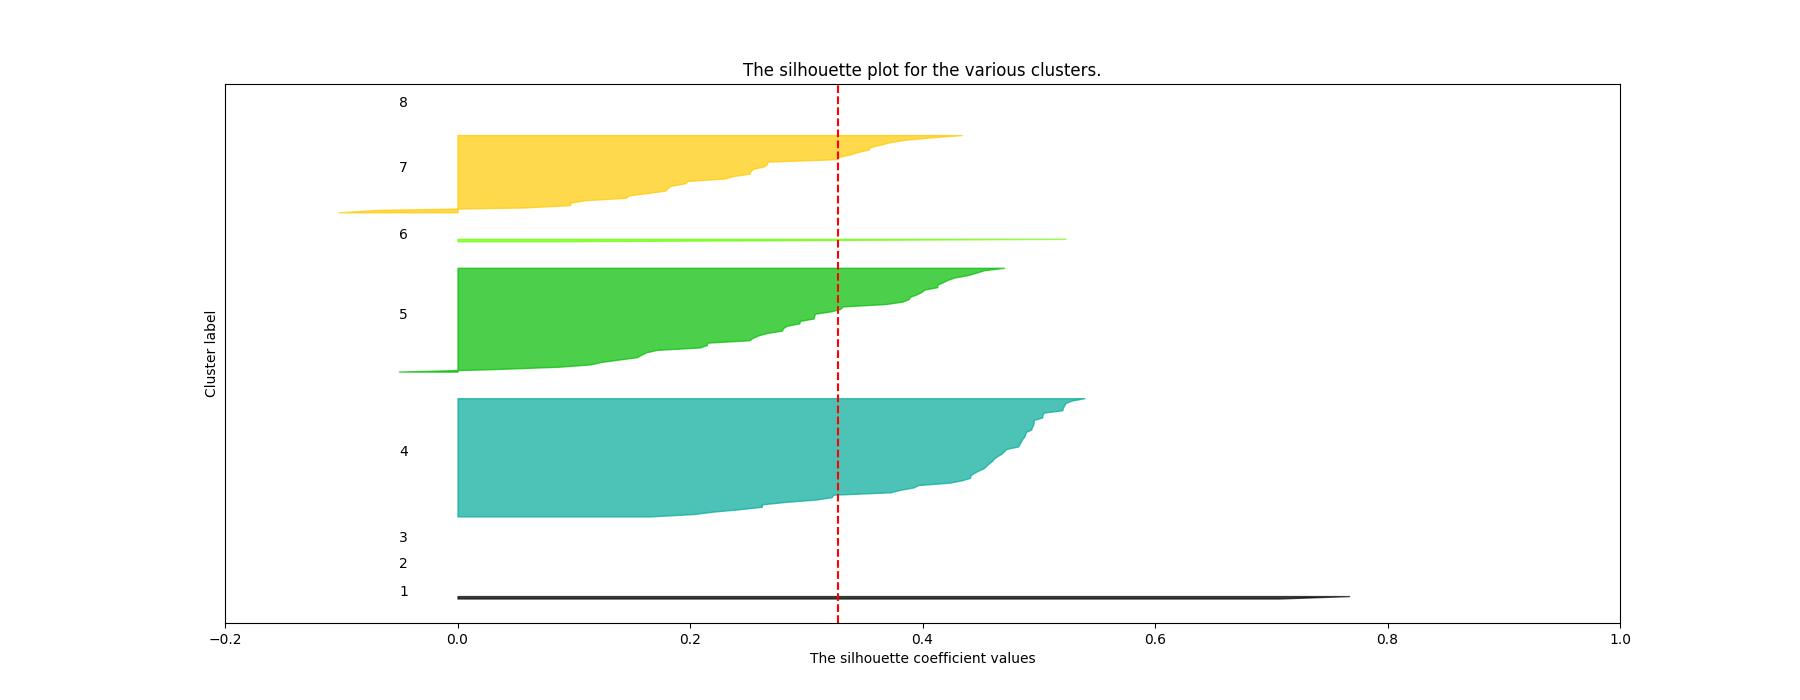 The silhouette plot for the various clusters.
8
7
6
5
4
3
2
1
Cluster label
−0.2 0.0 0.2 0.4 0.6 0.8 1.0
The silhouette coefficient values